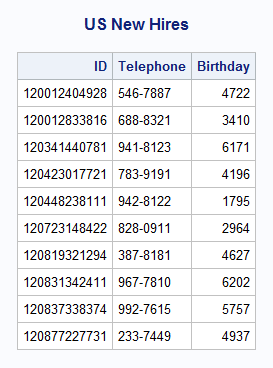 US New Hires
ID Telephone Birthday
120012404928 546-7887 4722
120012833816 688-8321 3410
120341440781 941-8123 6171
120423017721 783-9191 4196
120448238111 942-8122 1795
120723148422 828-0911 2964
120819321294 387-8181 4627
120831342411 967-7810 6202
120837338374 992-7615 5757
120877227731 233-7449 4937